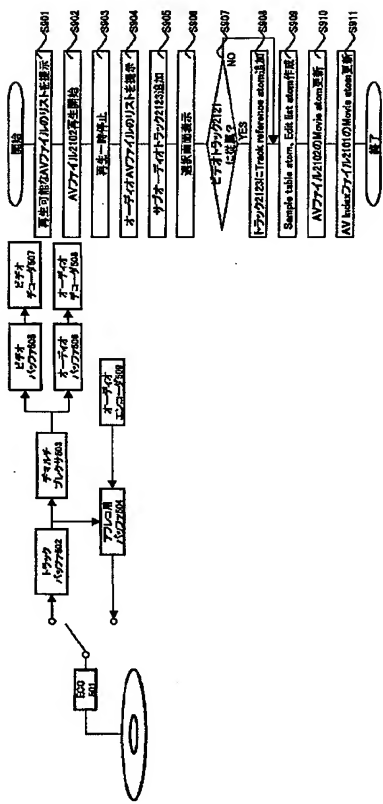 ECC
501
トラック
バッファ502
デマルチ
プレクサ503
ビデオ
バッファ505
ビデオ
デコーダ507
オーディオ
バッファ506
オーディオ
デコーダ508
アフレコ用
バッファ504
オーディオ
エンコーダ509
開始
再生可能なAVファイルのリストを提示
S901
AVファイル2102再生開始
S902
再生一時停止
S903
オーディオAVファイルのリストを提示
S904
サブオーディオトラック2123追加
S905
選択画面表示
S906
ビデオトラック2121
に従属?
S907
NO
YES
トラック2123にTrack reference atom追加
S908
Sample table atom, Edit list atom作成
S909
AVファイル2102のMovie atom更新
S910
AV Indexファイル2101のMovie atom更新
S911
終了